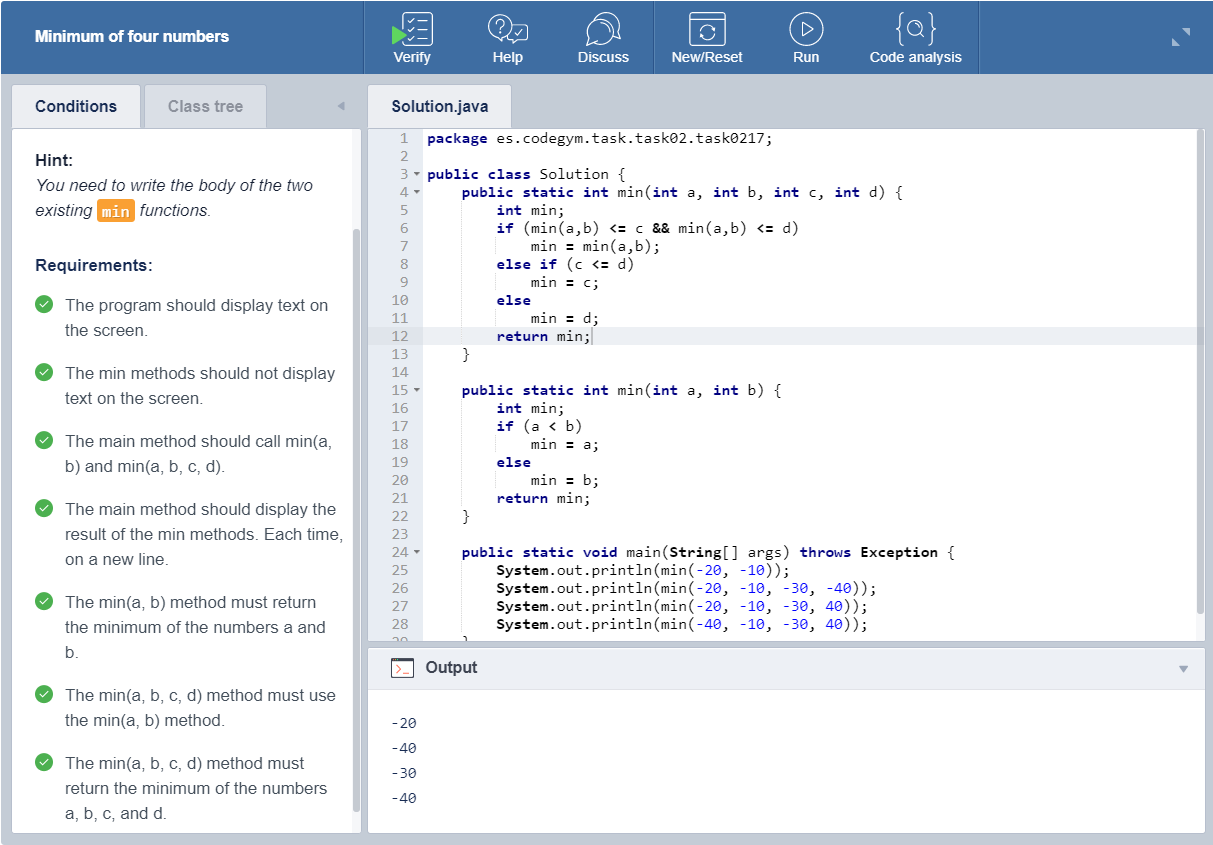 Minimum of four numbers
Verify
Help
Discuss
New/Reset
Run
Code analysis
Conditions
Class tree
Hint:
You need to write the body of the two
existing min functions.
Requirements:
The program should display text on
the screen.
The min methods should not display
text on the screen.
The main method should call min(a,
b) and min(a, b, c, d).
The main method should display the
result of the min methods. Each time,
on a new line.
The min(a, b) method must return
the minimum of the numbers a and
b.
The min(a, b, c, d) method must use
the min(a, b) method.
The min(a, b, c, d) method must
return the minimum of the numbers
a, b, c, and d.
Solution.java
1 package es.codegym.task.task02.task0217;
2
3 public class Solution {
4     public static int min(int a, int b, int c, int d) {
5         int min;
6         if (min(a,b) <= c && min(a,b) <= d)
7             min = min(a,b);
8         else if (c <= d)
9             min = c;
10         else
11             min = d;
12         return min;
13     }
14
15     public static int min(int a, int b) {
16         int min;
17         if (a < b)
18             min = a;
19         else
20             min = b;
21         return min;
22     }
23
24     public static void main(String[] args) throws Exception {
25         System.out.println(min(-20, -10));
26         System.out.println(min(-20, -10, -30, -40));
27         System.out.println(min(-20, -10, -30, 40));
28         System.out.println(min(-40, -10, -30, 40));
29     }
Output
-20
-40
-30
-40